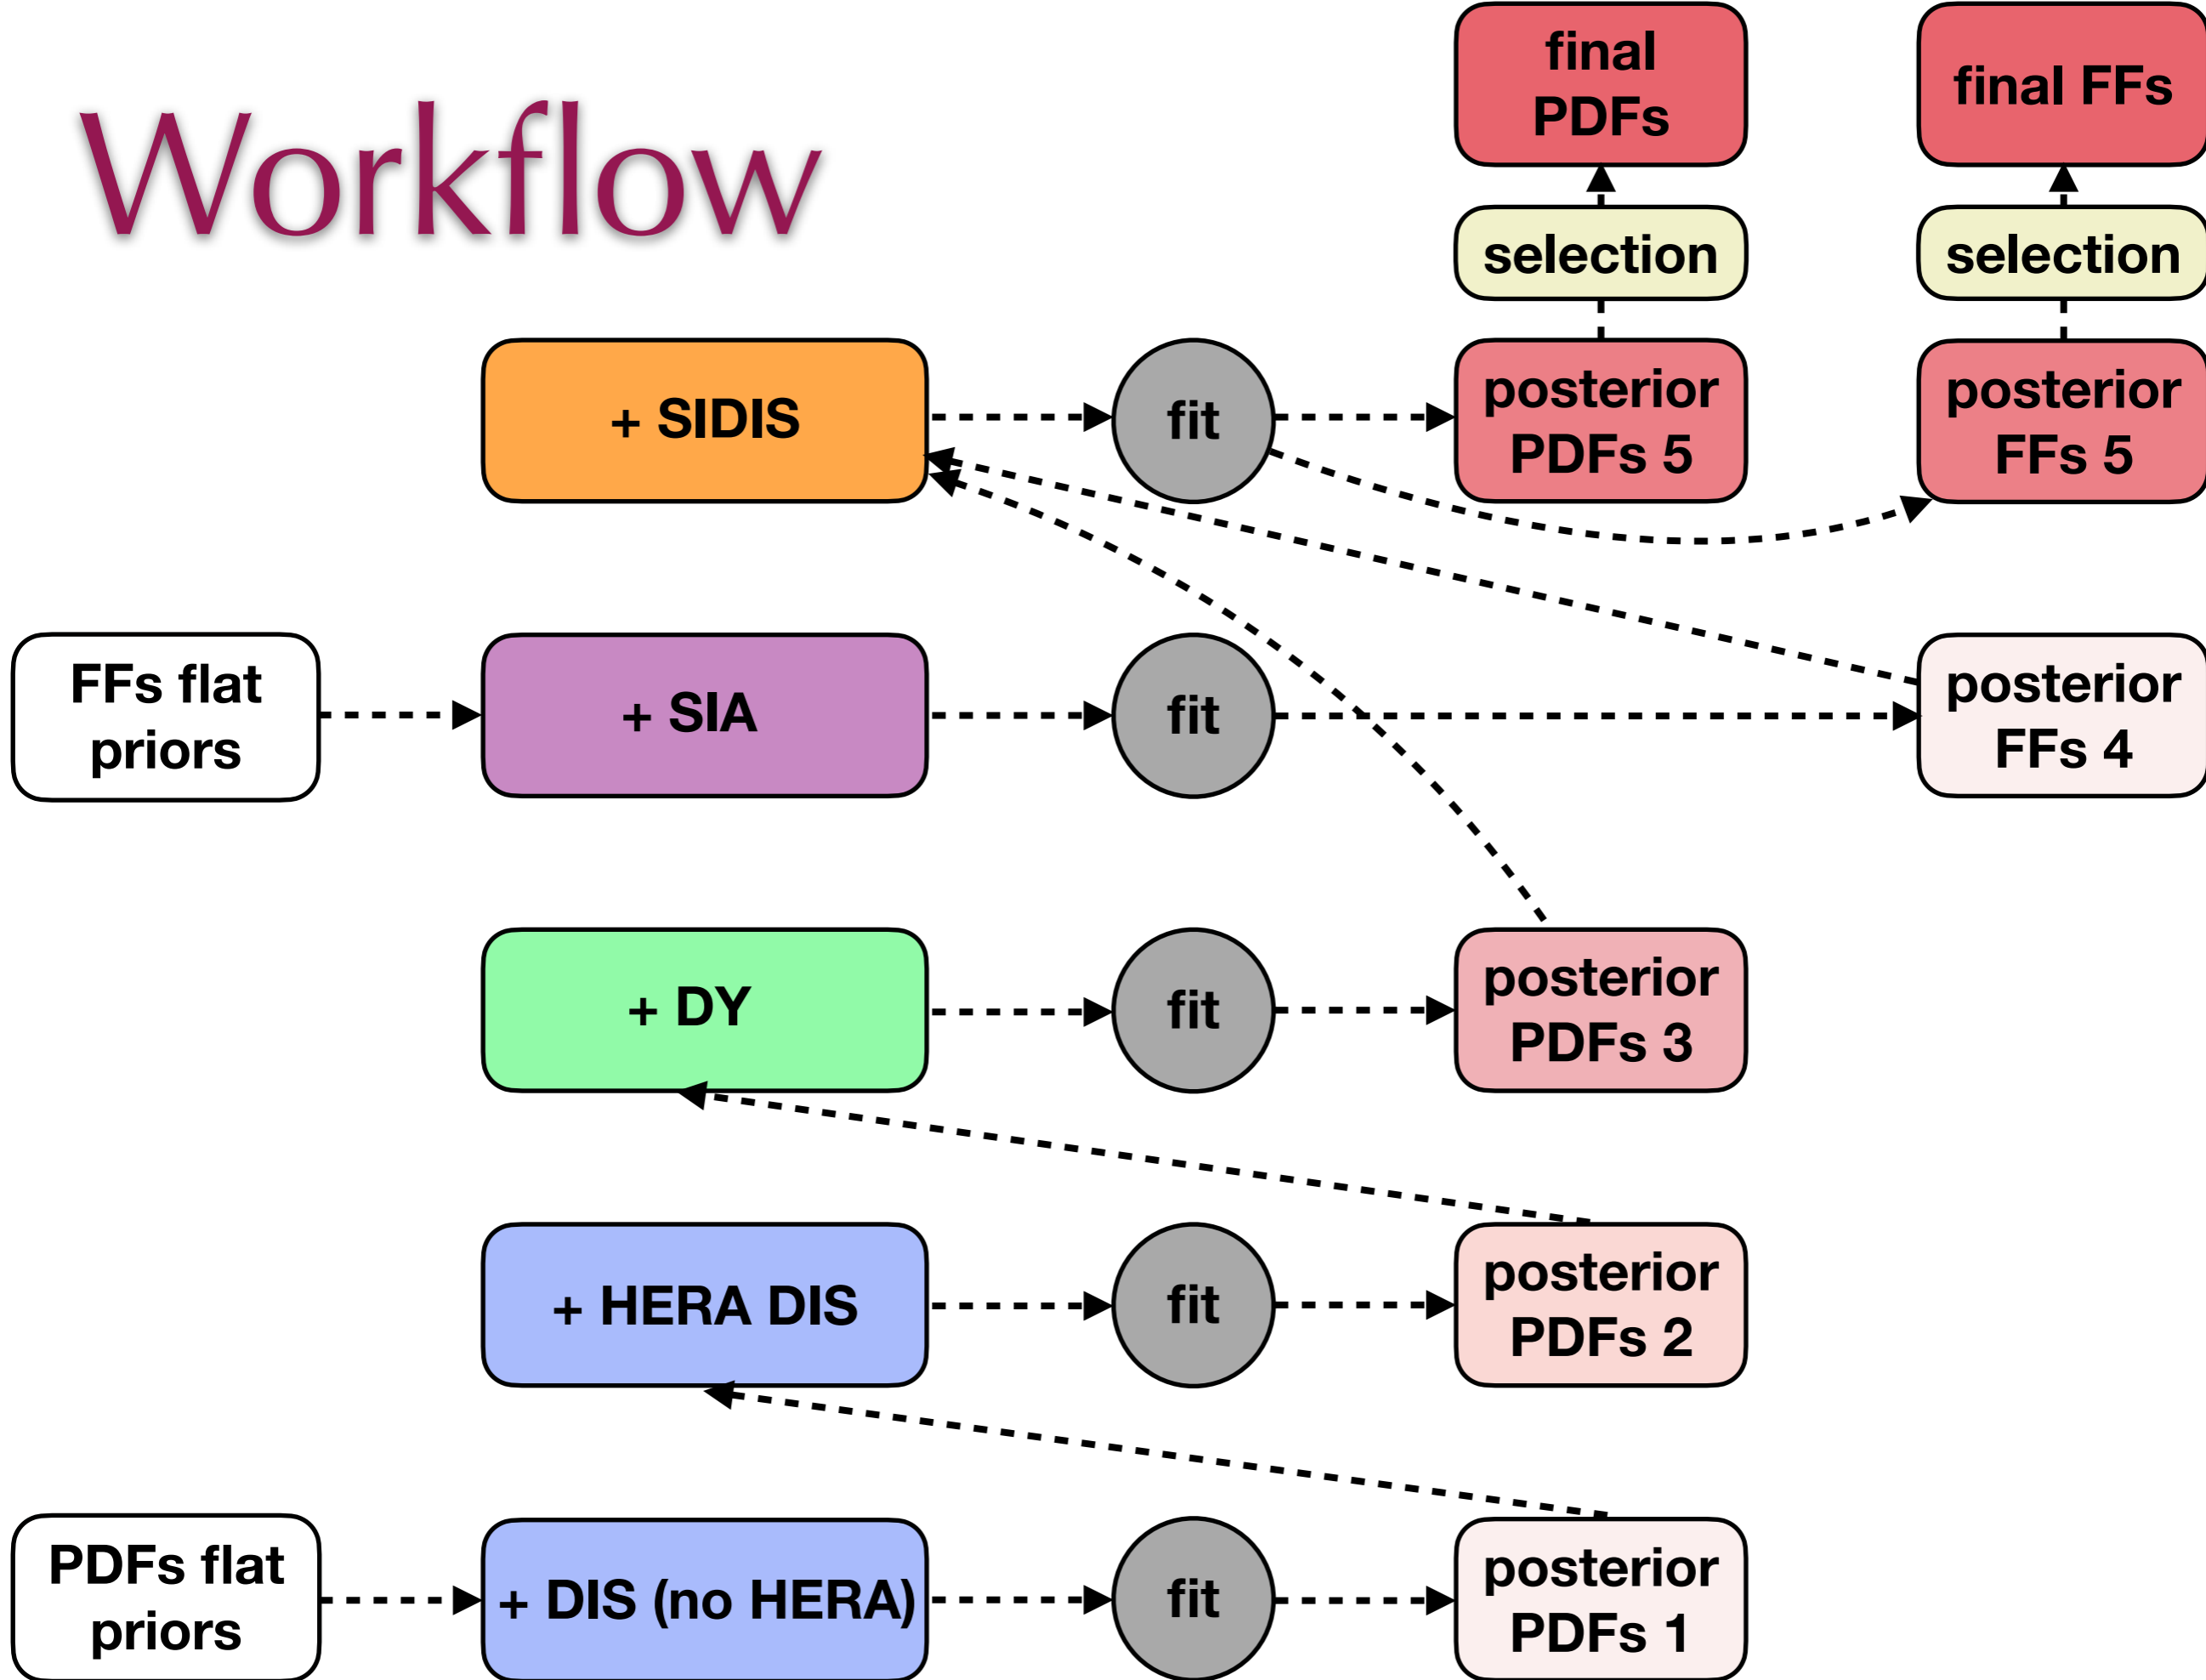 Workflow
final
PDFs
final FFs
selection
selection
+ SIDIS
fit
posterior
PDFs 5
posterior
FFs 5
FFs flat
priors
+ SIA
fit
posterior
FFs 4
+ DY
fit
posterior
PDFs 3
+ HERA DIS
fit
posterior
PDFs 2
PDFs flat
priors
+ DIS (no HERA)
fit
posterior
PDFs 1